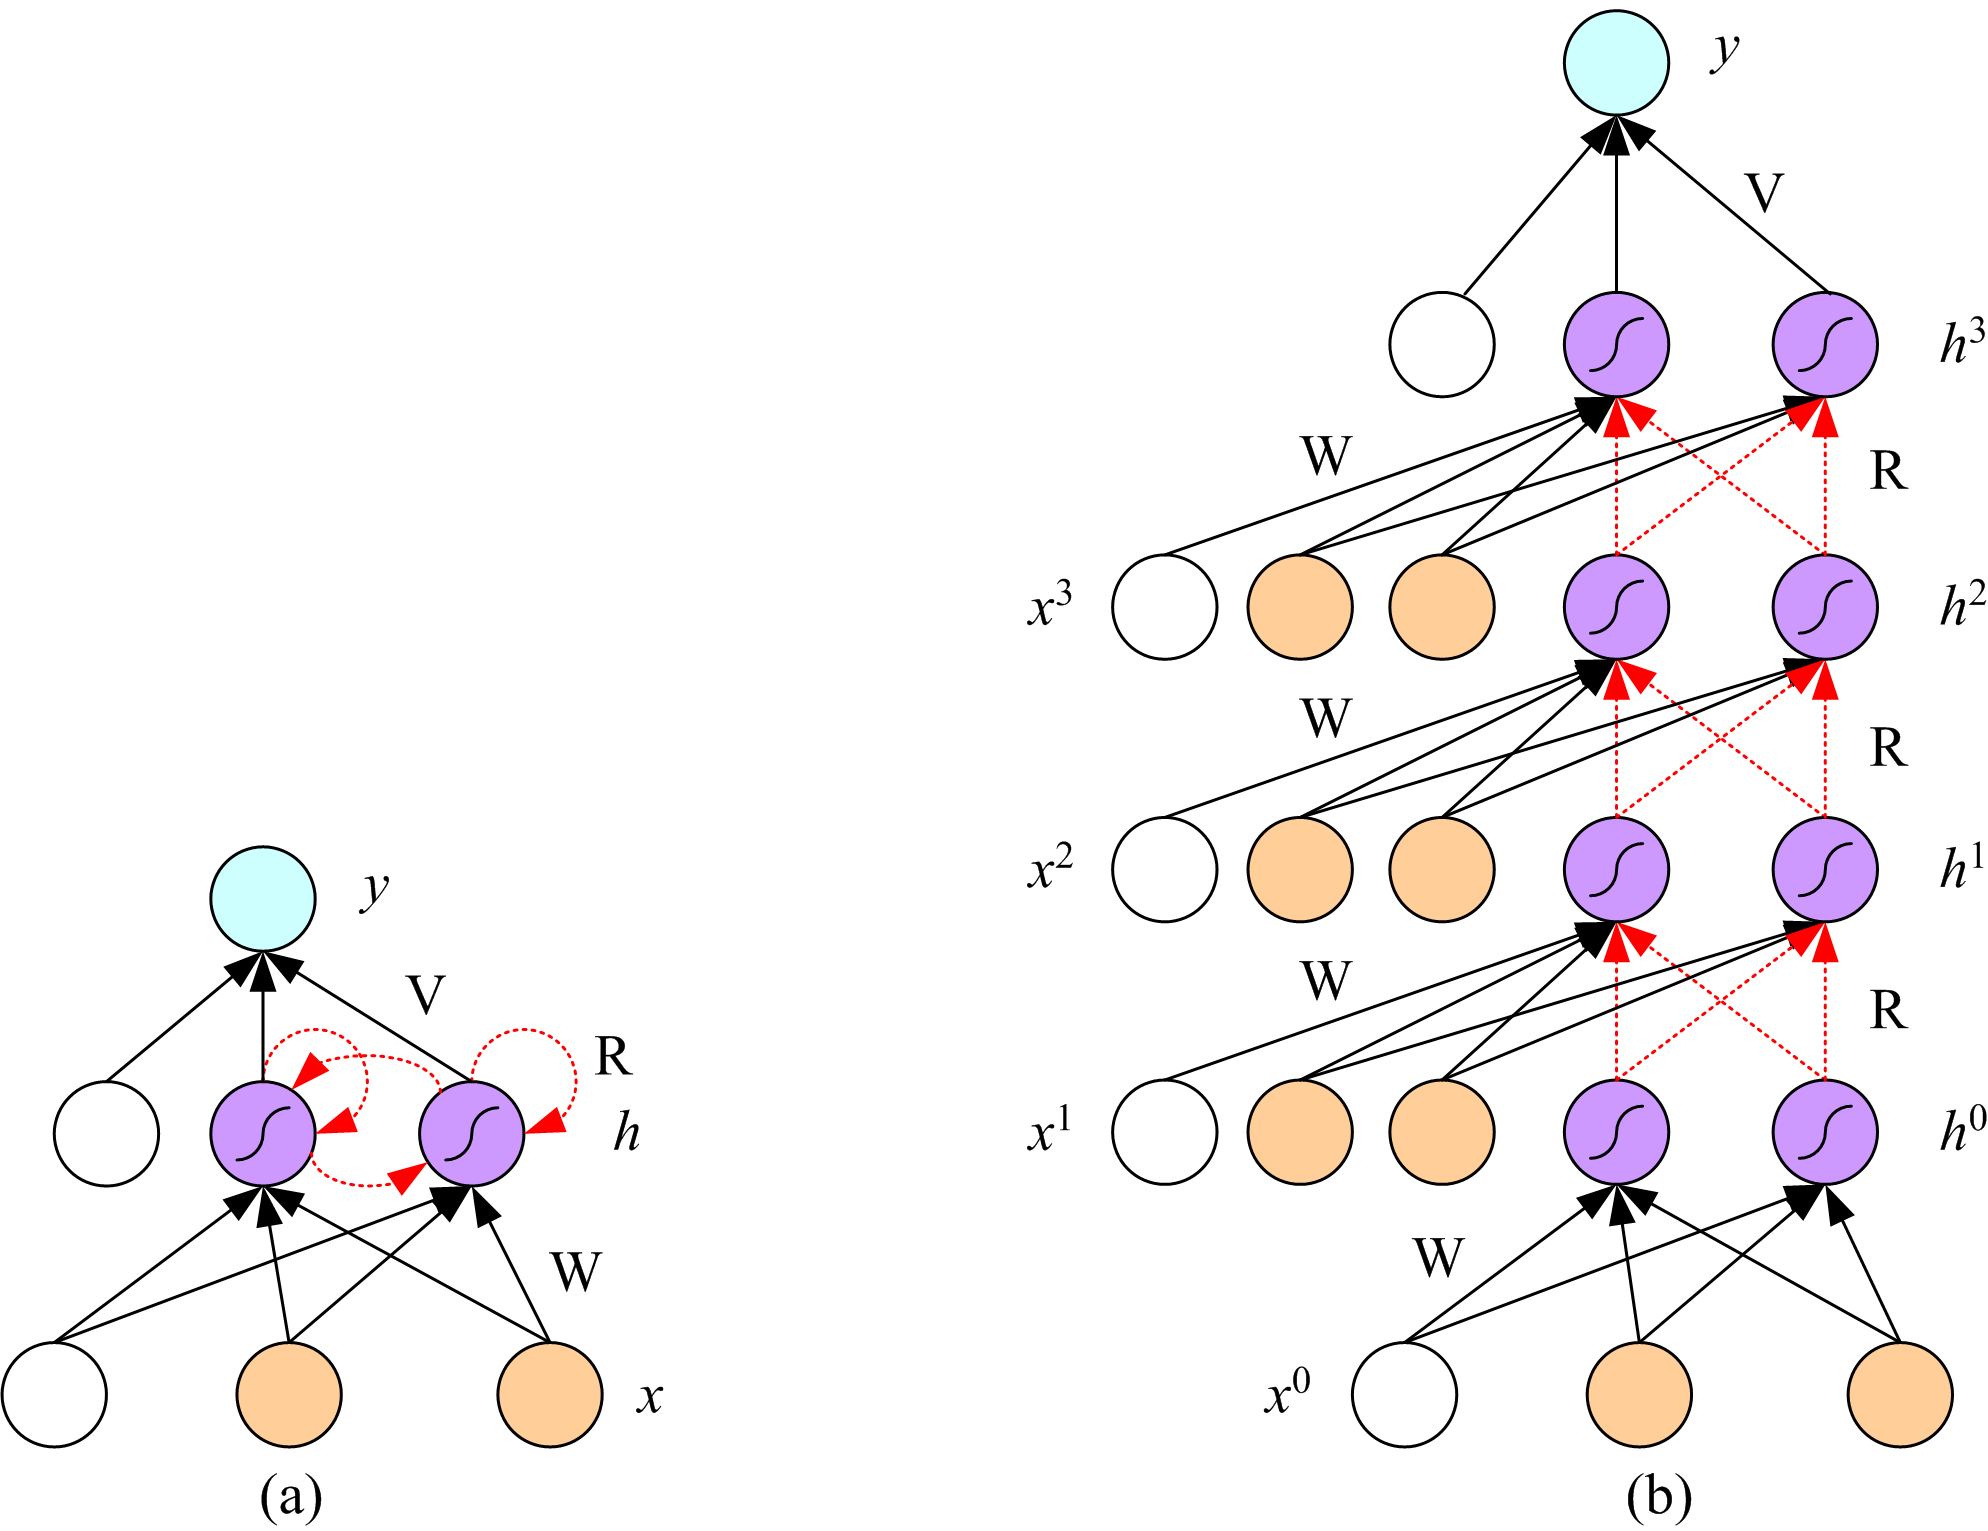 y
V
R
h
W
x
(a)
y
V
h³
W
R
x³
h²
W
R
x²
h¹
W
R
x¹
h⁰
W
x⁰
(b)